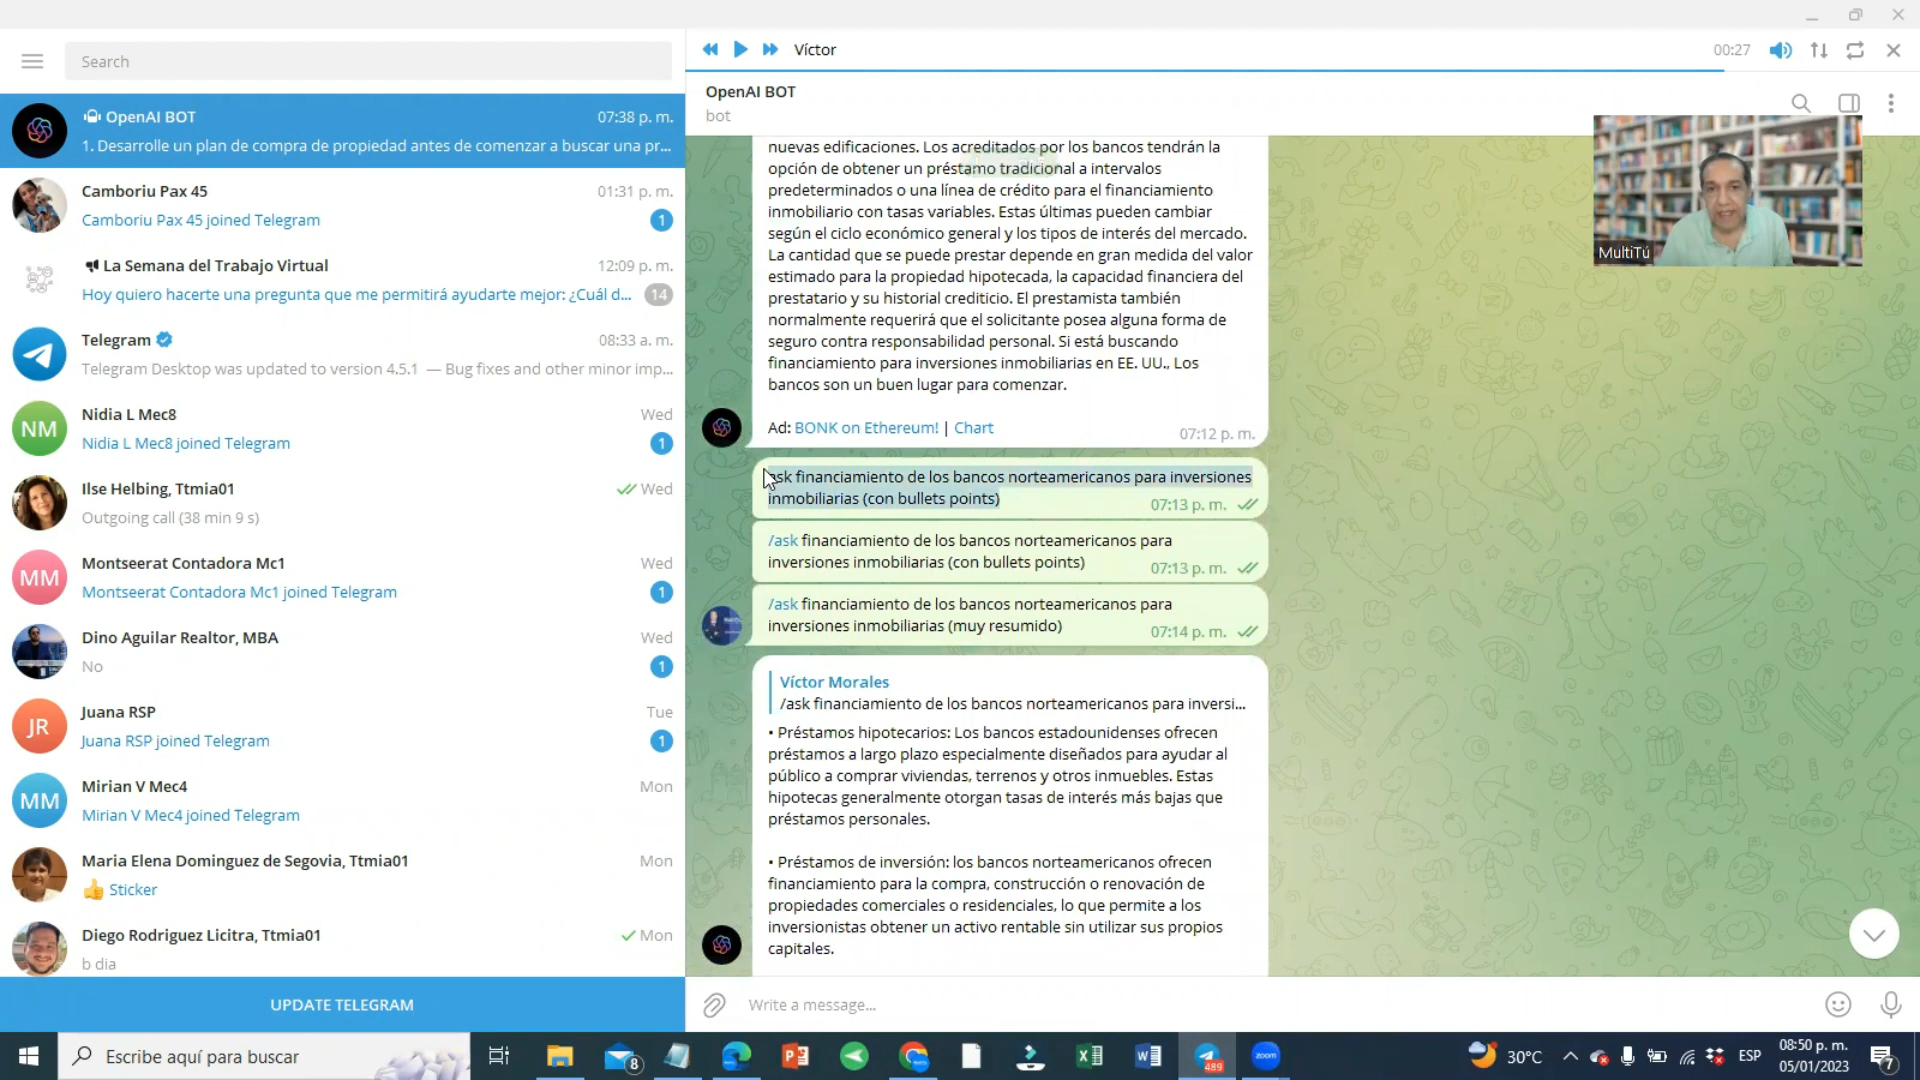 Search
OpenAI BOT
07:38 p. m.
1. Desarrolle un plan de compra de propiedad antes de comenzar a buscar una pr...
Camboriu Pax 45
01:31 p. m.
Camboriu Pax 45 joined Telegram
1
La Semana del Trabajo Virtual
12:09 p. m.
Hoy quiero hacerte una pregunta que me permitirá ayudarte mejor: ¿Cuál d...
14
Telegram
08:33 a. m.
Telegram Desktop was updated to version 4.5.1 — Bug fixes and other minor imp...
NM
Nidia L Mec8
Wed
Nidia L Mec8 joined Telegram
1
Ilse Helbing, Ttmia01
Wed
Outgoing call (38 min 9 s)
MM
Montseerat Contadora Mc1
Wed
Montseerat Contadora Mc1 joined Telegram
1
Dino Aguilar Realtor, MBA
Wed
No
1
JR
Juana RSP
Tue
Juana RSP joined Telegram
1
MM
Mirian V Mec4
Mon
Mirian V Mec4 joined Telegram
Maria Elena Dominguez de Segovia, Ttmia01
Mon
Sticker
Diego Rodriguez Licitra, Ttmia01
Mon
b dia
UPDATE TELEGRAM
Víctor
00:27
OpenAI BOT
bot
MultiTú
nuevas edificaciones. Los acreditados por los bancos tendrán la
opción de obtener un préstamo tradicional a intervalos
predeterminados o una línea de crédito para el financiamiento
inmobiliario con tasas variables. Estas últimas pueden cambiar
según el ciclo económico general y los tipos de interés del mercado.
La cantidad que se puede prestar depende en gran medida del valor
estimado para la propiedad hipotecada, la capacidad financiera del
prestatario y su historial crediticio. El prestamista también
normalmente requerirá que el solicitante posea alguna forma de
seguro contra responsabilidad personal. Si está buscando
financiamiento para inversiones inmobiliarias en EE. UU., Los
bancos son un buen lugar para comenzar.
Ad: BONK on Ethereum! | Chart
07:12 p. m.
ask financiamiento de los bancos norteamericanos para inversiones
inmobiliarias (con bullets points)
07:13 p. m.
/ask financiamiento de los bancos norteamericanos para
inversiones inmobiliarias (con bullets points)
07:13 p. m.
/ask financiamiento de los bancos norteamericanos para
inversiones inmobiliarias (muy resumido)
07:14 p. m.
Víctor Morales
/ask financiamiento de los bancos norteamericanos para inversi...
• Préstamos hipotecarios: Los bancos estadounidenses ofrecen
préstamos a largo plazo especialmente diseñados para ayudar al
público a comprar viviendas, terrenos y otros inmuebles. Estas
hipotecas generalmente otorgan tasas de interés más bajas que
préstamos personales.
• Préstamos de inversión: los bancos norteamericanos ofrecen
financiamiento para la compra, construcción o renovación de
propiedades comerciales o residenciales, lo que permite a los
inversionistas obtener un activo rentable sin utilizar sus propios
capitales.
Write a message...
Escribe aquí para buscar
8
489
zoom
30°C
ESP
08:50 p. m.
05/01/2023
7